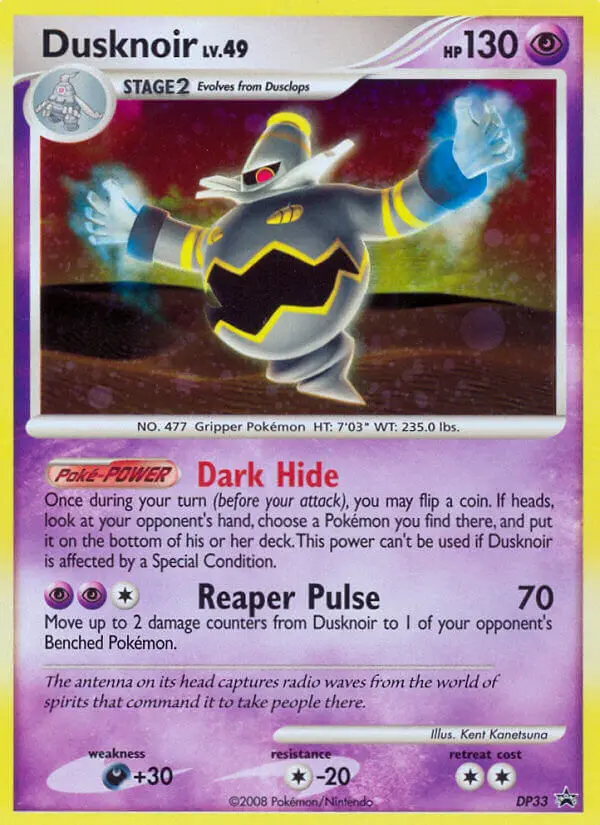 Dusknoir LV.49
HP 130
STAGE2 Evolves from Dusclops
NO. 477 Gripper Pokémon HT: 7'03" WT: 235.0 lbs.
Poké-POWER Dark Hide
Once during your turn (before your attack), you may flip a coin. If heads,
look at your opponent's hand, choose a Pokémon you find there, and put
it on the bottom of his or her deck. This power can't be used if Dusknoir
is affected by a Special Condition.
Reaper Pulse 70
Move up to 2 damage counters from Dusknoir to 1 of your opponent's
Benched Pokémon.
The antenna on its head captures radio waves from the world of
spirits that command it to take people there.
Illus. Kent Kanetsuna
weakness resistance retreat cost
+30 -20
©2008 Pokémon/Nintendo DP33